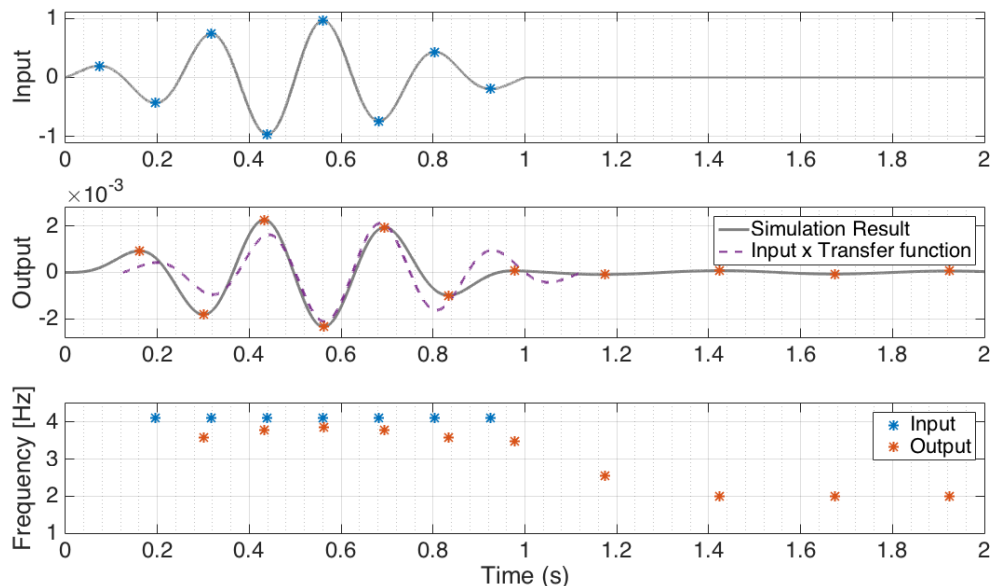 Input
1
0
-1
0 0.2 0.4 0.6 0.8 1 1.2 1.4 1.6 1.8 2
×10⁻³
Output
2
0
-2
Simulation Result
Input x Transfer function
0 0.2 0.4 0.6 0.8 1 1.2 1.4 1.6 1.8 2
Frequency [Hz]
4
3
2
1
Input
Output
0 0.2 0.4 0.6 0.8 1 1.2 1.4 1.6 1.8 2
Time (s)